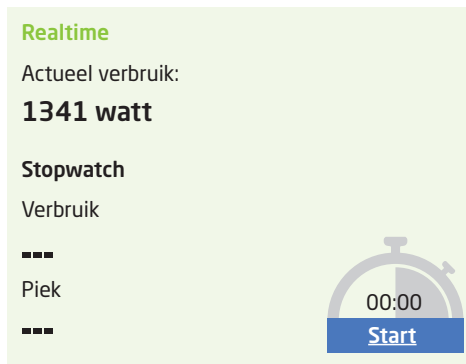 Realtime
Actueel verbruik:
1341 watt
Stopwatch
Verbruik
---
Piek
---
00:00
Start